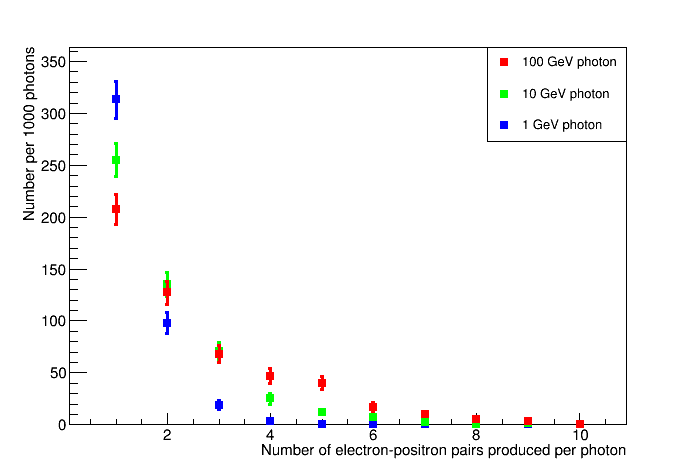 Number per 1000 photons
350
300
250
200
150
100
50
0
100 GeV photon
10 GeV photon
1 GeV photon
2 4 6 8 10
Number of electron-positron pairs produced per photon